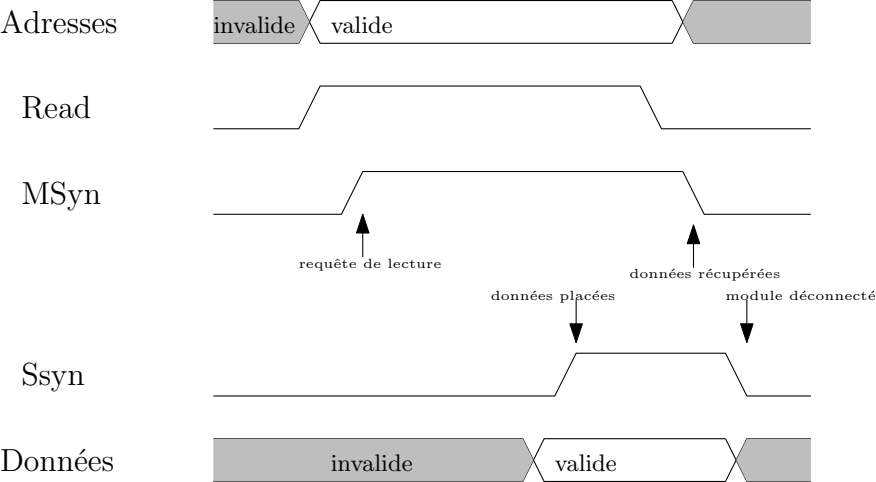 Adresses
invalide
valide
Read
MSyn
requête de lecture
données récupérées
données placées
module déconnecté
Ssyn
Données
invalide
valide